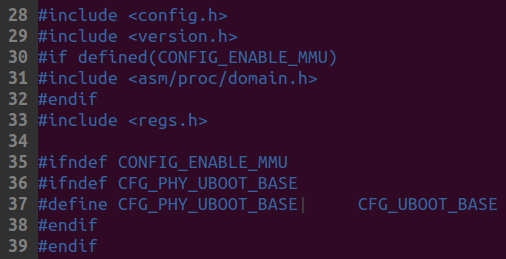 28 #include <config.h>
29 #include <version.h>
30 #if defined(CONFIG_ENABLE_MMU)
31 #include <asm/proc/domain.h>
32 #endif
33 #include <regs.h>
34
35 #ifndef CONFIG_ENABLE_MMU
36 #ifndef CFG_PHY_UBOOT_BASE
37 #define CFG_PHY_UBOOT_BASE|     CFG_UBOOT_BASE
38 #endif
39 #endif